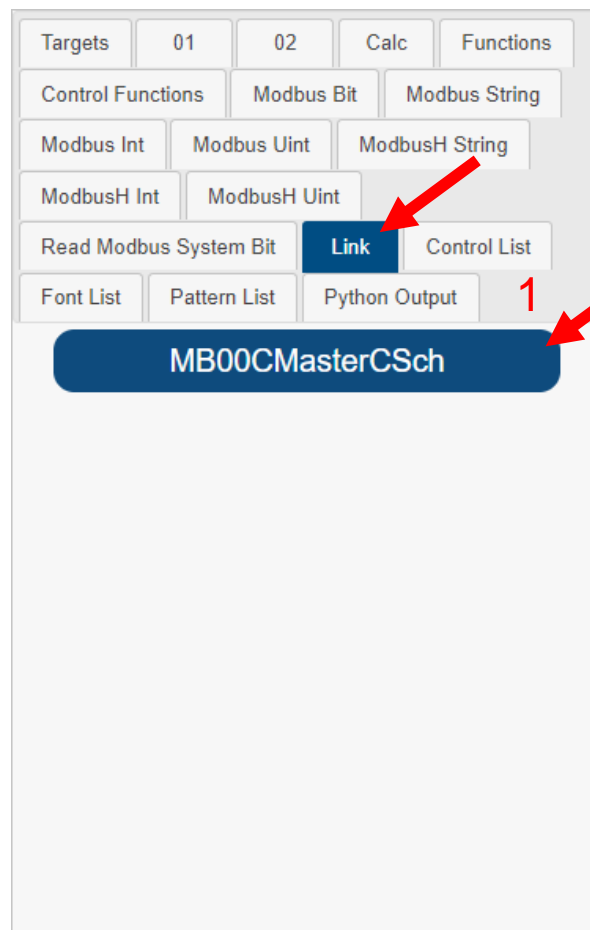 Targets 01 02 Calc Functions
Control Functions Modbus Bit Modbus String
Modbus Int Modbus Uint ModbusH String
ModbusH Int ModbusH Uint
Read Modbus System Bit Link Control List
Font List Pattern List Python Output 1
MB00CMasterCSch